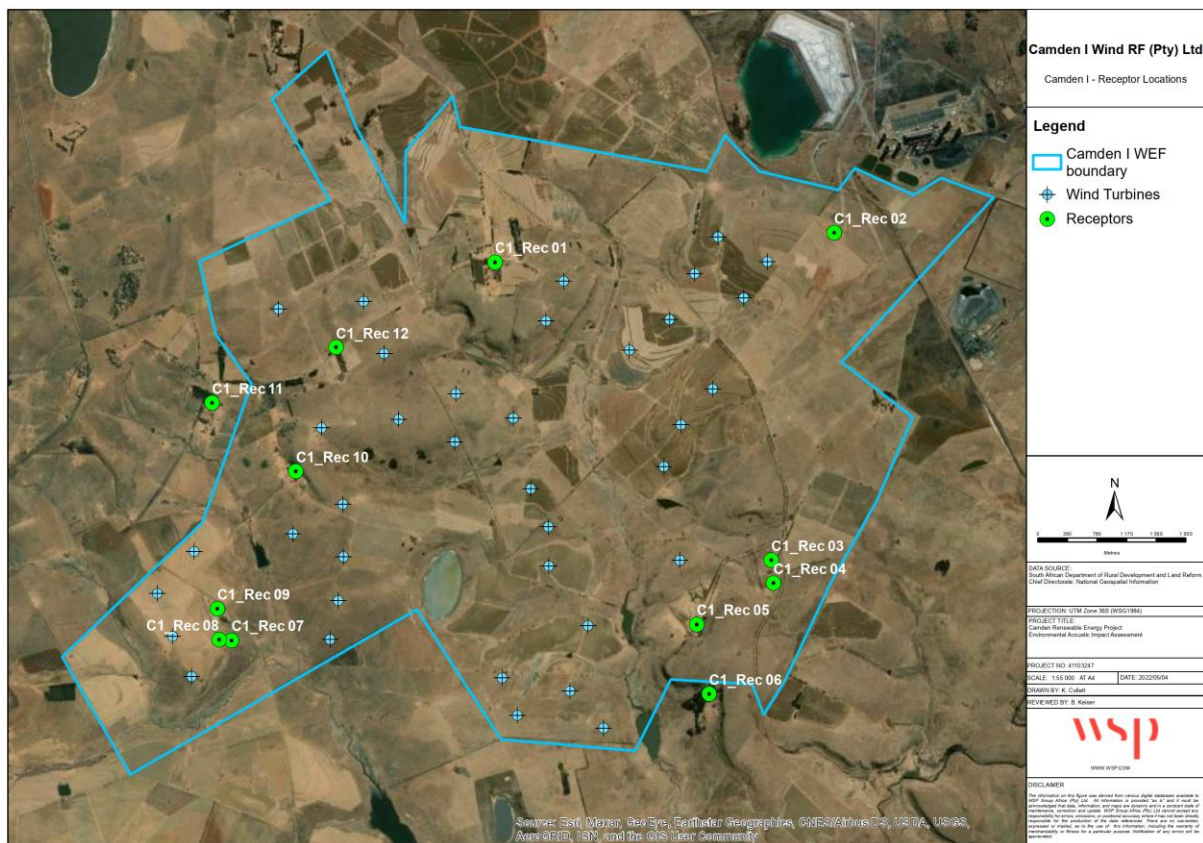 Camden I Wind RF (Pty) Ltd
Camden I - Receptor Locations
Legend
Camden I WEF
boundary
Wind Turbines
Receptors
C1_Rec 01
C1_Rec 02
C1_Rec 12
C1_Rec 11
C1_Rec 10
C1_Rec 03
C1_Rec 04
C1_Rec 09
C1_Rec 05
C1_Rec 08
C1_Rec 07
C1_Rec 06
N
Metres
DATA SOURCE:
South African Department of Rural Development and Land Reform
Chief Directorate: National Geospatial Information
PROJECTION: UTM Zone 36S (WSG1984)
PROJECT TITLE:
Camden Renewable Energy Project
Environmental Acoustic Impact Assessment
PROJECT NO: 41103247
SCALE: 1:55 000 AT A4
DATE: 2022/05/04
DRAWN BY: K. Collett
REVIEWED BY: B. Keiser
wsp
WWW.WSP.COM
DISCLAIMER
Source: Esri, Maxar, GeoEye, Earthstar Geographics, CNES/Airbus DS, USDA, USGS,
AeroGRID, IGN, and the GIS User Community